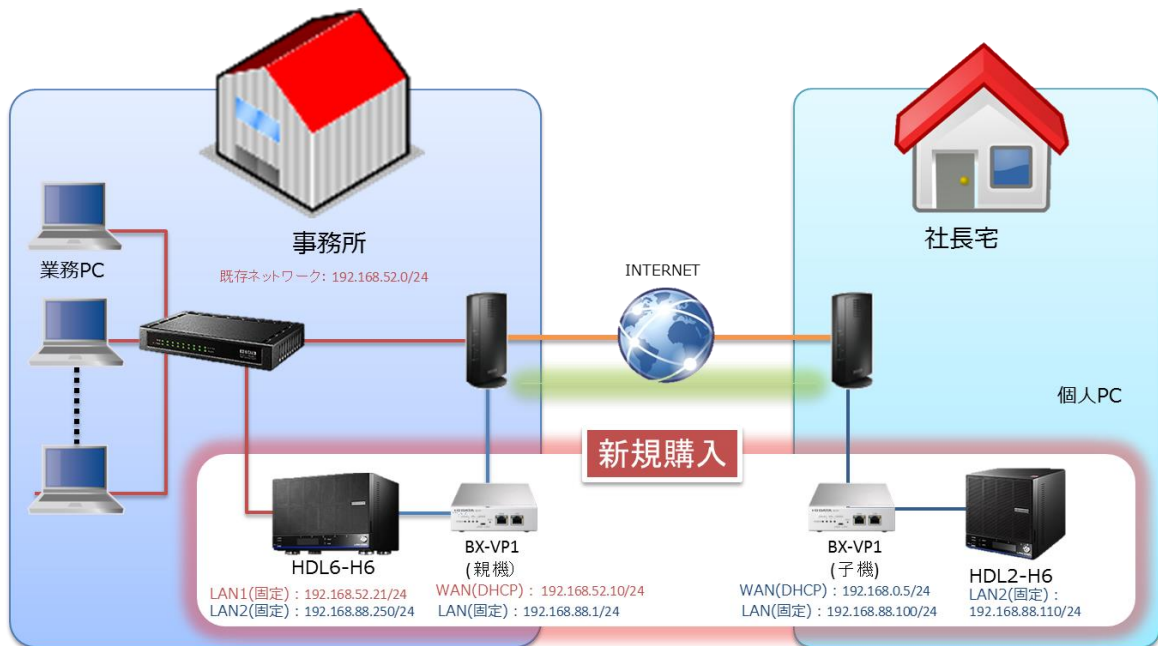 事務所
社長宅
業務PC
既存ネットワーク: 192.168.52.0/24
INTERNET
個人PC
新規購入
HDL6-H6
LAN1(固定)：192.168.52.21/24
LAN2(固定)：192.168.88.250/24
BX-VP1
(親機)
WAN(DHCP)：192.168.52.10/24
LAN(固定)：192.168.88.1/24
BX-VP1
(子機)
WAN(DHCP)：192.168.0.5/24
LAN(固定)：192.168.88.100/24
HDL2-H6
LAN2(固定)：
192.168.88.110/24